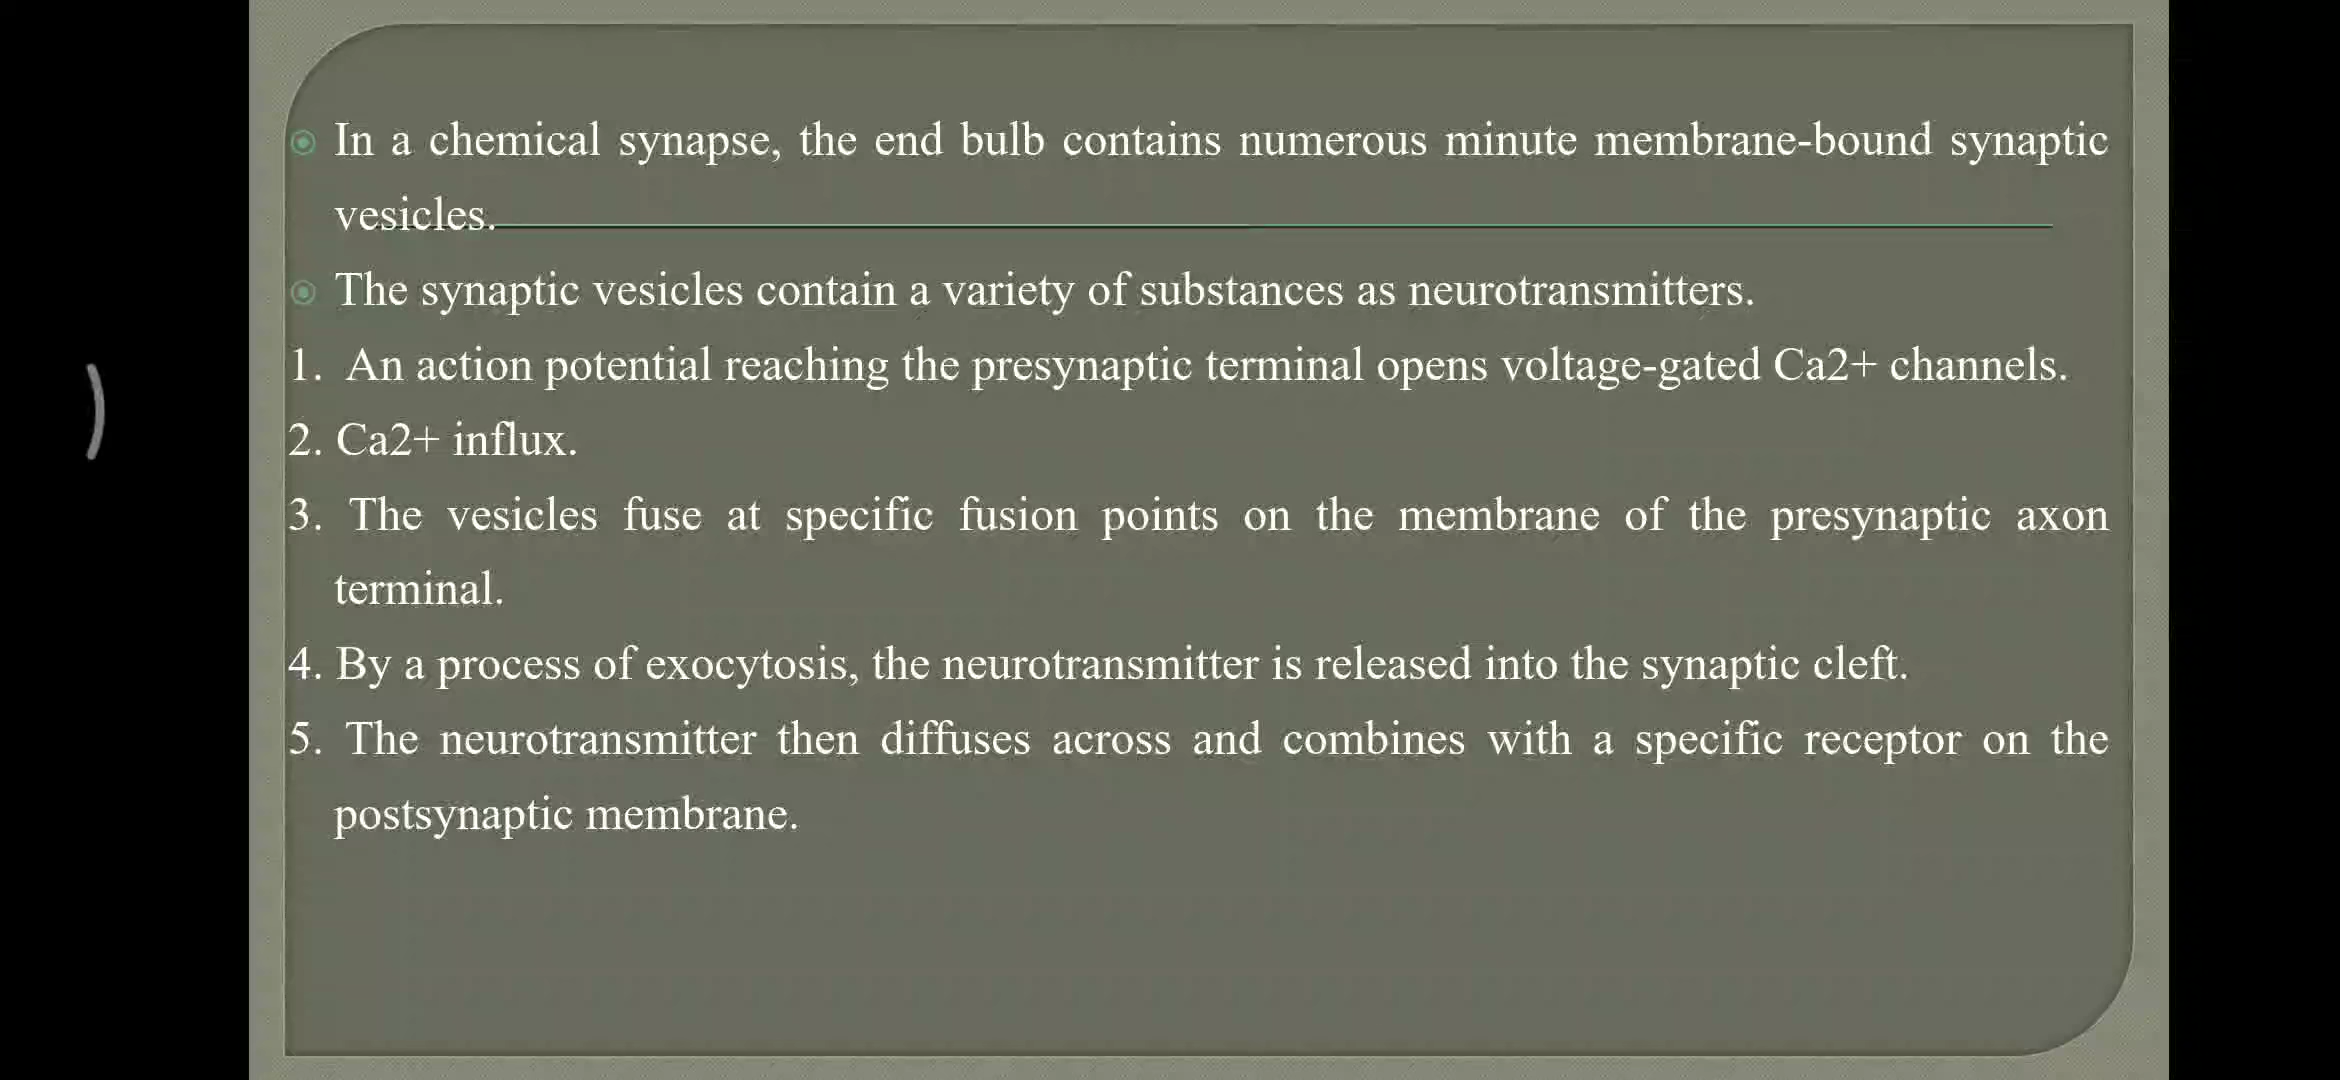 In a chemical synapse, the end bulb contains numerous minute membrane-bound synaptic
vesicles.
The synaptic vesicles contain a variety of substances as neurotransmitters.
1. An action potential reaching the presynaptic terminal opens voltage-gated Ca2+ channels.
2. Ca2+ influx.
3. The vesicles fuse at specific fusion points on the membrane of the presynaptic axon
terminal.
4. By a process of exocytosis, the neurotransmitter is released into the synaptic cleft.
5. The neurotransmitter then diffuses across and combines with a specific receptor on the
postsynaptic membrane.